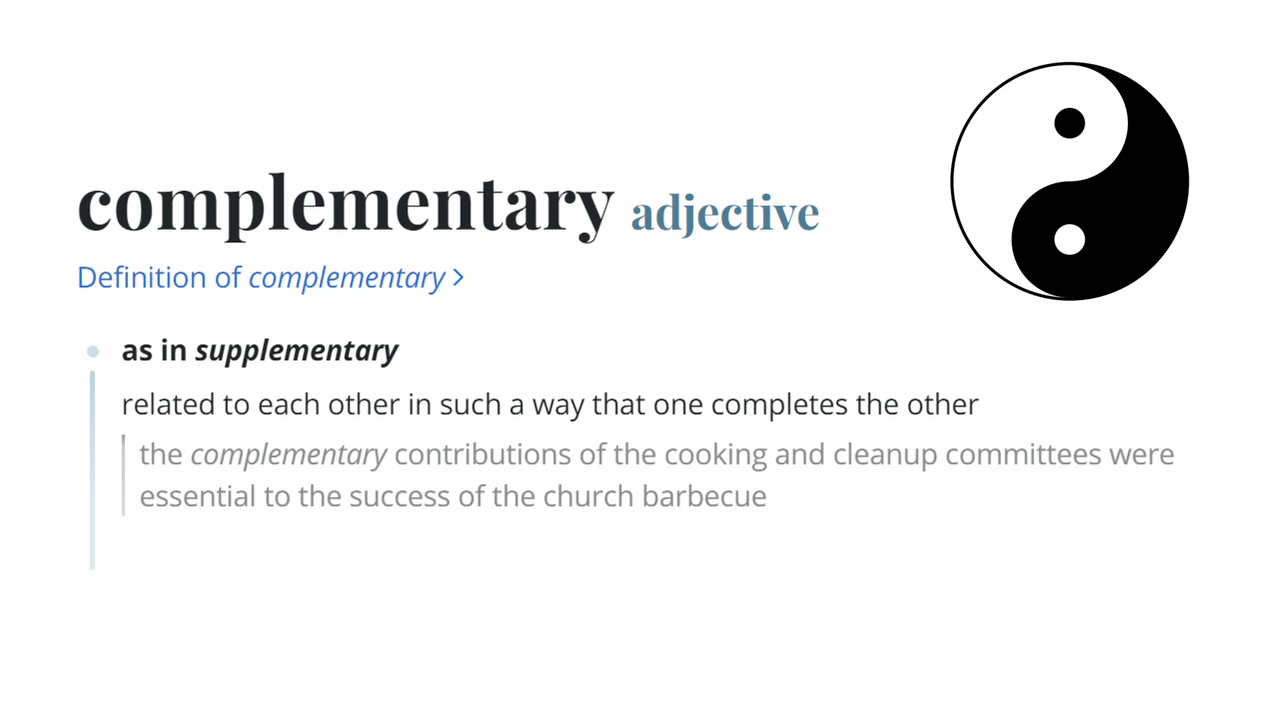 complementary adjective
Definition of complementary >
as in supplementary
related to each other in such a way that one completes the other
the complementary contributions of the cooking and cleanup committees were
essential to the success of the church barbecue